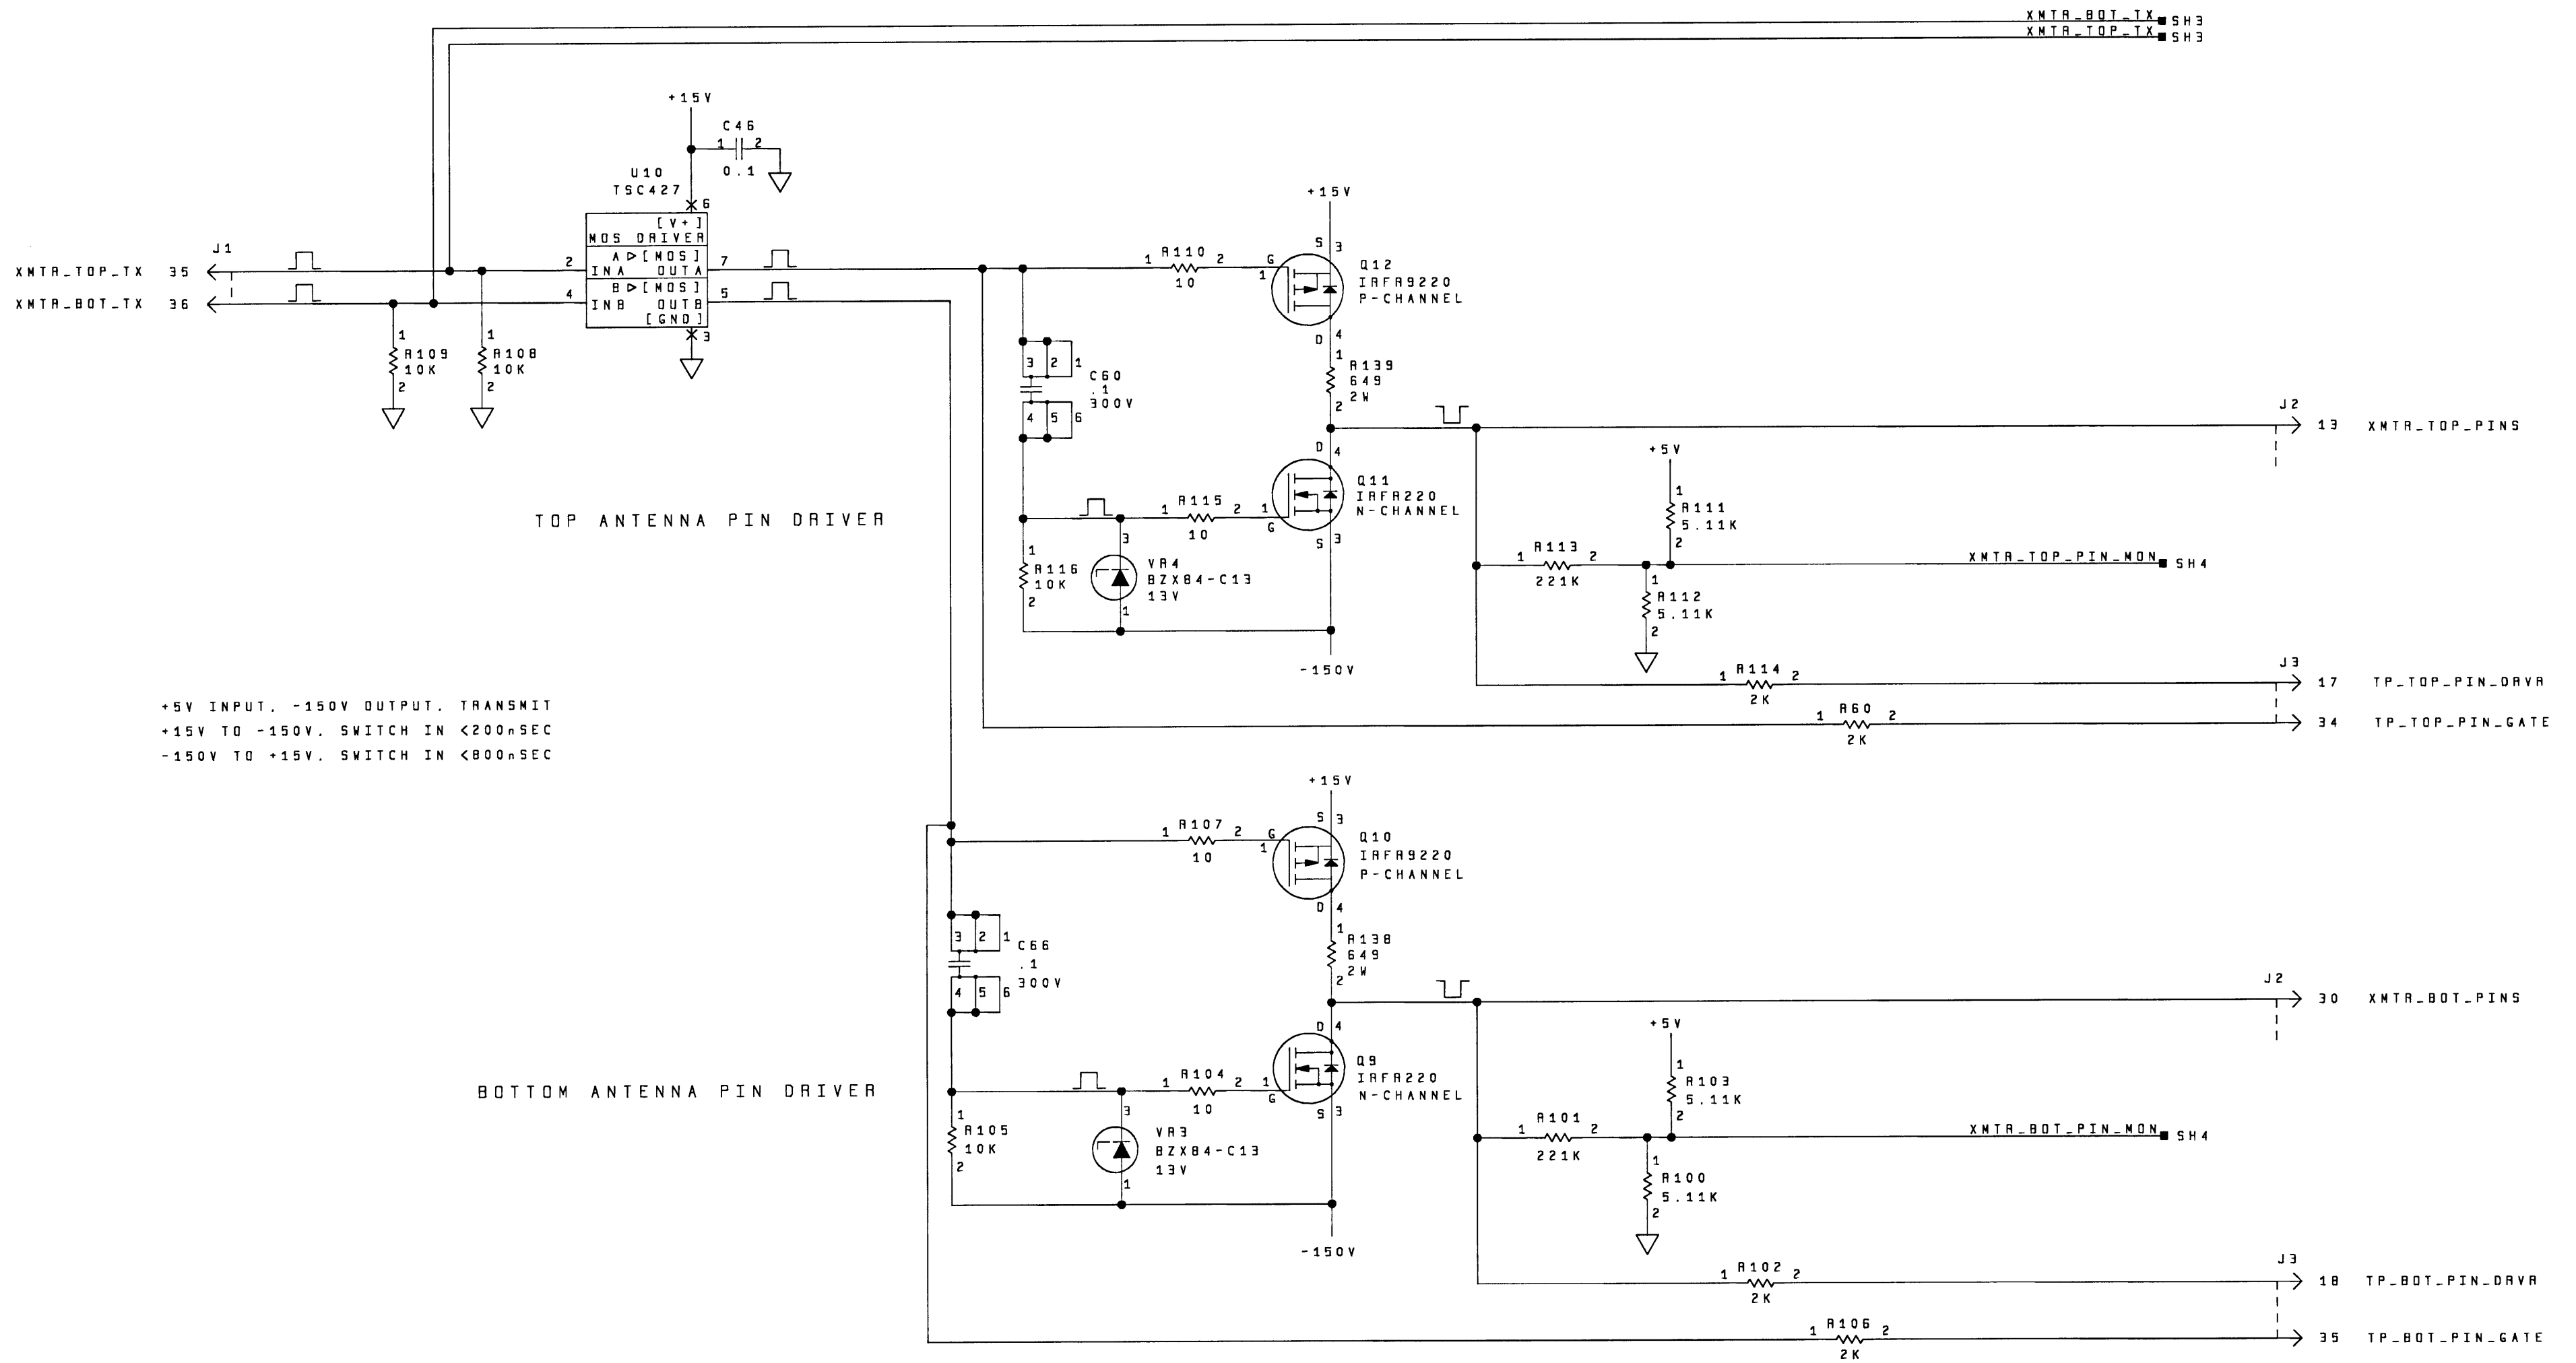 XMTR_BOT_TX SH3
XMTR_TOP_TX SH3
+15V
C46
1 2
0.1
U10
TSC427
6
[V+]
MOS DRIVER
A [MOS]
INA OUTA
B [MOS]
INB OUTB
[GND]
3
J1
XMTR_TOP_TX 35
2
7
XMTR_BOT_TX 36
4
5
1
R109
10K
2
1
R108
10K
2
+15V
S 3
1 R110 2
10
G
1
Q12
IRFR9220
P-CHANNEL
D 4
1
R139
649
2W
2
3 2 1
C60
.1
300V
4 5 6
J2
13 XMTR_TOP_PINS
D 4
Q11
IRFR220
N-CHANNEL
1 R115 2
10
1
G
S 3
TOP ANTENNA PIN DRIVER
1
R116
10K
2
3
VR4
BZX84-C13
13V
1
-150V
+5V
1
R111
5.11K
2
1 R113 2
221K
XMTR_TOP_PIN_MON SH4
1
R112
5.11K
2
J3
1 R114 2
2K
17 TP_TOP_PIN_DRVR
1 R60 2
2K
34 TP_TOP_PIN_GATE
+5V INPUT, -150V OUTPUT, TRANSMIT
+15V TO -150V, SWITCH IN <200nSEC
-150V TO +15V, SWITCH IN <800nSEC
+15V
S 3
1 R107 2
10
G
1
Q10
IRFR9220
P-CHANNEL
D 4
1
R138
649
2W
2
3 2 1
C66
.1
300V
4 5 6
J2
30 XMTR_BOT_PINS
D 4
Q9
IRFR220
N-CHANNEL
1 R104 2
10
1
G
S 3
BOTTOM ANTENNA PIN DRIVER
1
R105
10K
2
3
VR3
BZX84-C13
13V
1
-150V
+5V
1
R103
5.11K
2
1 R101 2
221K
XMTR_BOT_PIN_MON SH4
1
R100
5.11K
2
J3
1 R102 2
2K
18 TP_BOT_PIN_DRVR
1 R106 2
2K
35 TP_BOT_PIN_GATE